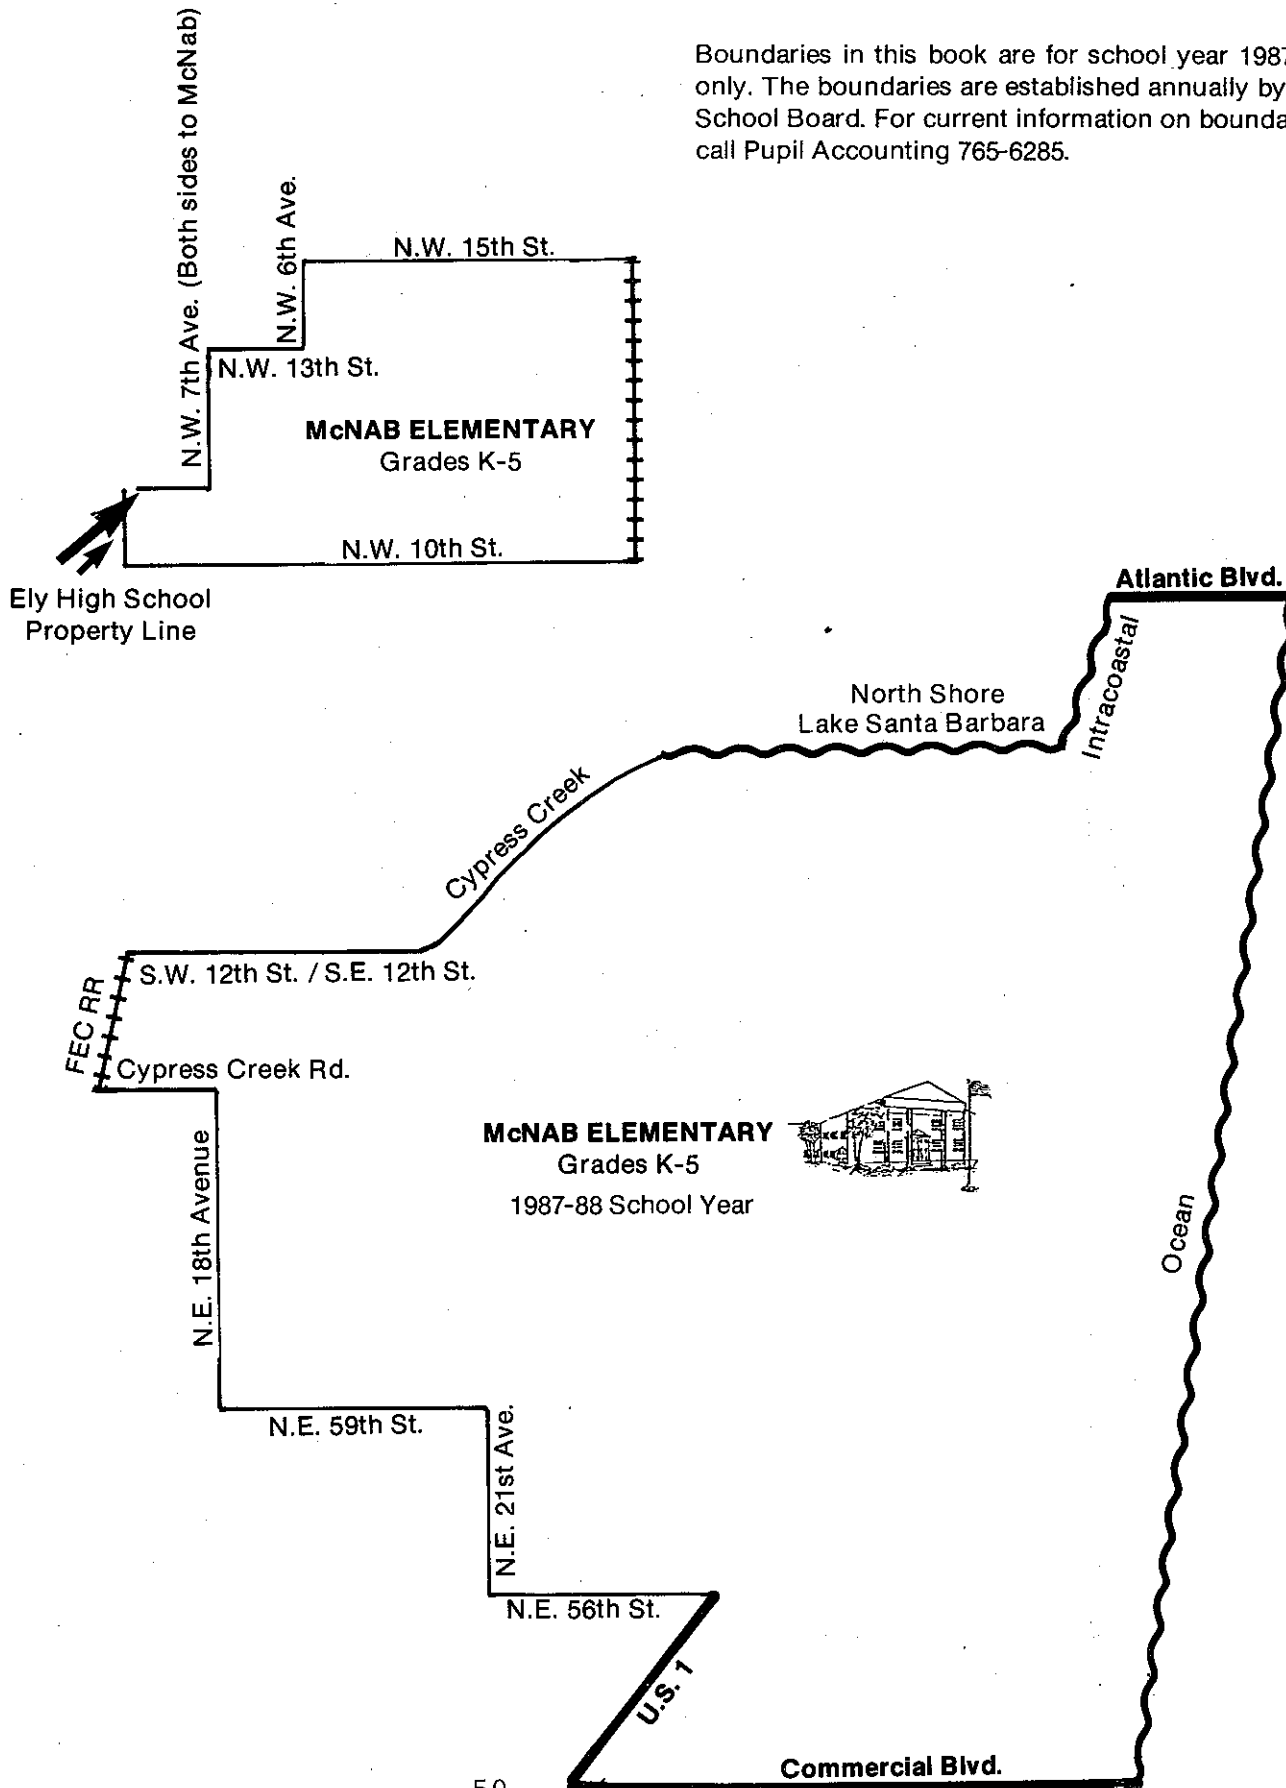 Boundaries in this book are for school year 1987
only. The boundaries are established annually by
School Board. For current information on bounda
call Pupil Accounting 765-6285.
N.W. 7th Ave. (Both sides to McNab)
N.W. 6th Ave.
N.W. 15th St.
N.W. 13th St.
McNAB ELEMENTARY
Grades K-5
N.W. 10th St.
Ely High School
Property Line
Atlantic Blvd.
Intracoastal
North Shore
Lake Santa Barbara
Cypress Creek
S.W. 12th St. / S.E. 12th St.
FEC RR
Cypress Creek Rd.
McNAB ELEMENTARY
Grades K-5
1987-88 School Year
N.E. 18th Avenue
Ocean
N.E. 59th St.
N.E. 21st Ave.
N.E. 56th St.
U.S. 1
Commercial Blvd.